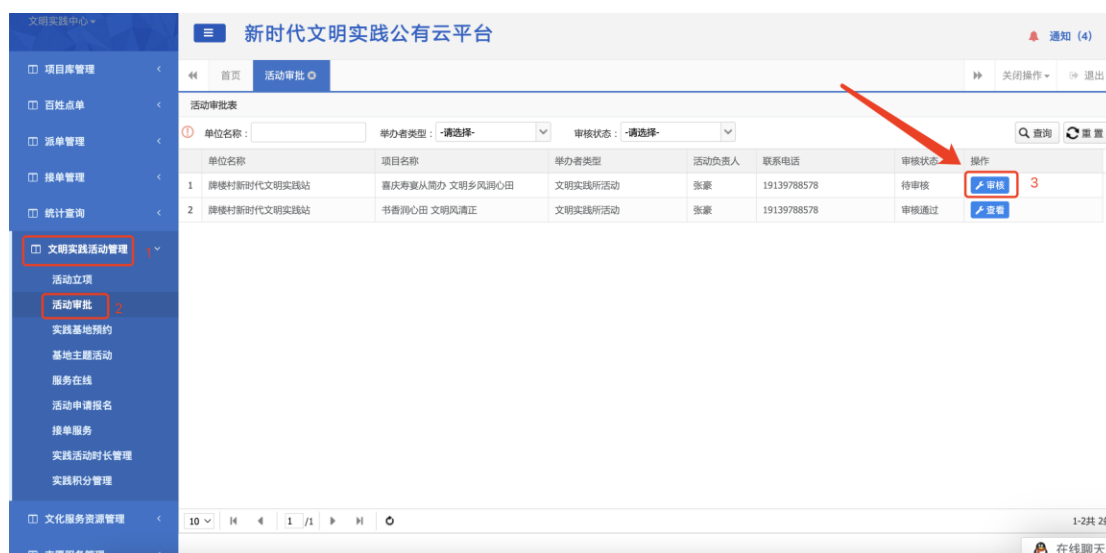 文明实践中心
新时代文明实践公有云平台
通知（4）
项目库管理
首页 活动审批 关闭操作 退出
百姓点单
活动审批表
派单管理
单位名称： 举办者类型： -请选择- 审核状态： -请选择- 查询 重置
单位名称 项目名称 举办者类型 活动负责人 联系电话 审核状态 操作
接单管理
1 牌楼村新时代文明实践站 喜庆寿宴从简办 文明乡风润心田 文明实践所活动 张豪 19139788578 待审核 审核 3
统计查询
2 牌楼村新时代文明实践站 书香润心田 文明风清正 文明实践所活动 张豪 19139788578 审核通过 查看
文明实践活动管理 1
活动立项
活动审批 2
实践基地预约
基地主题活动
服务在线
活动申请报名
接单服务
实践活动时长管理
实践积分管理
文化服务资源管理
10 1 /1 1-2共 2
在线聊天